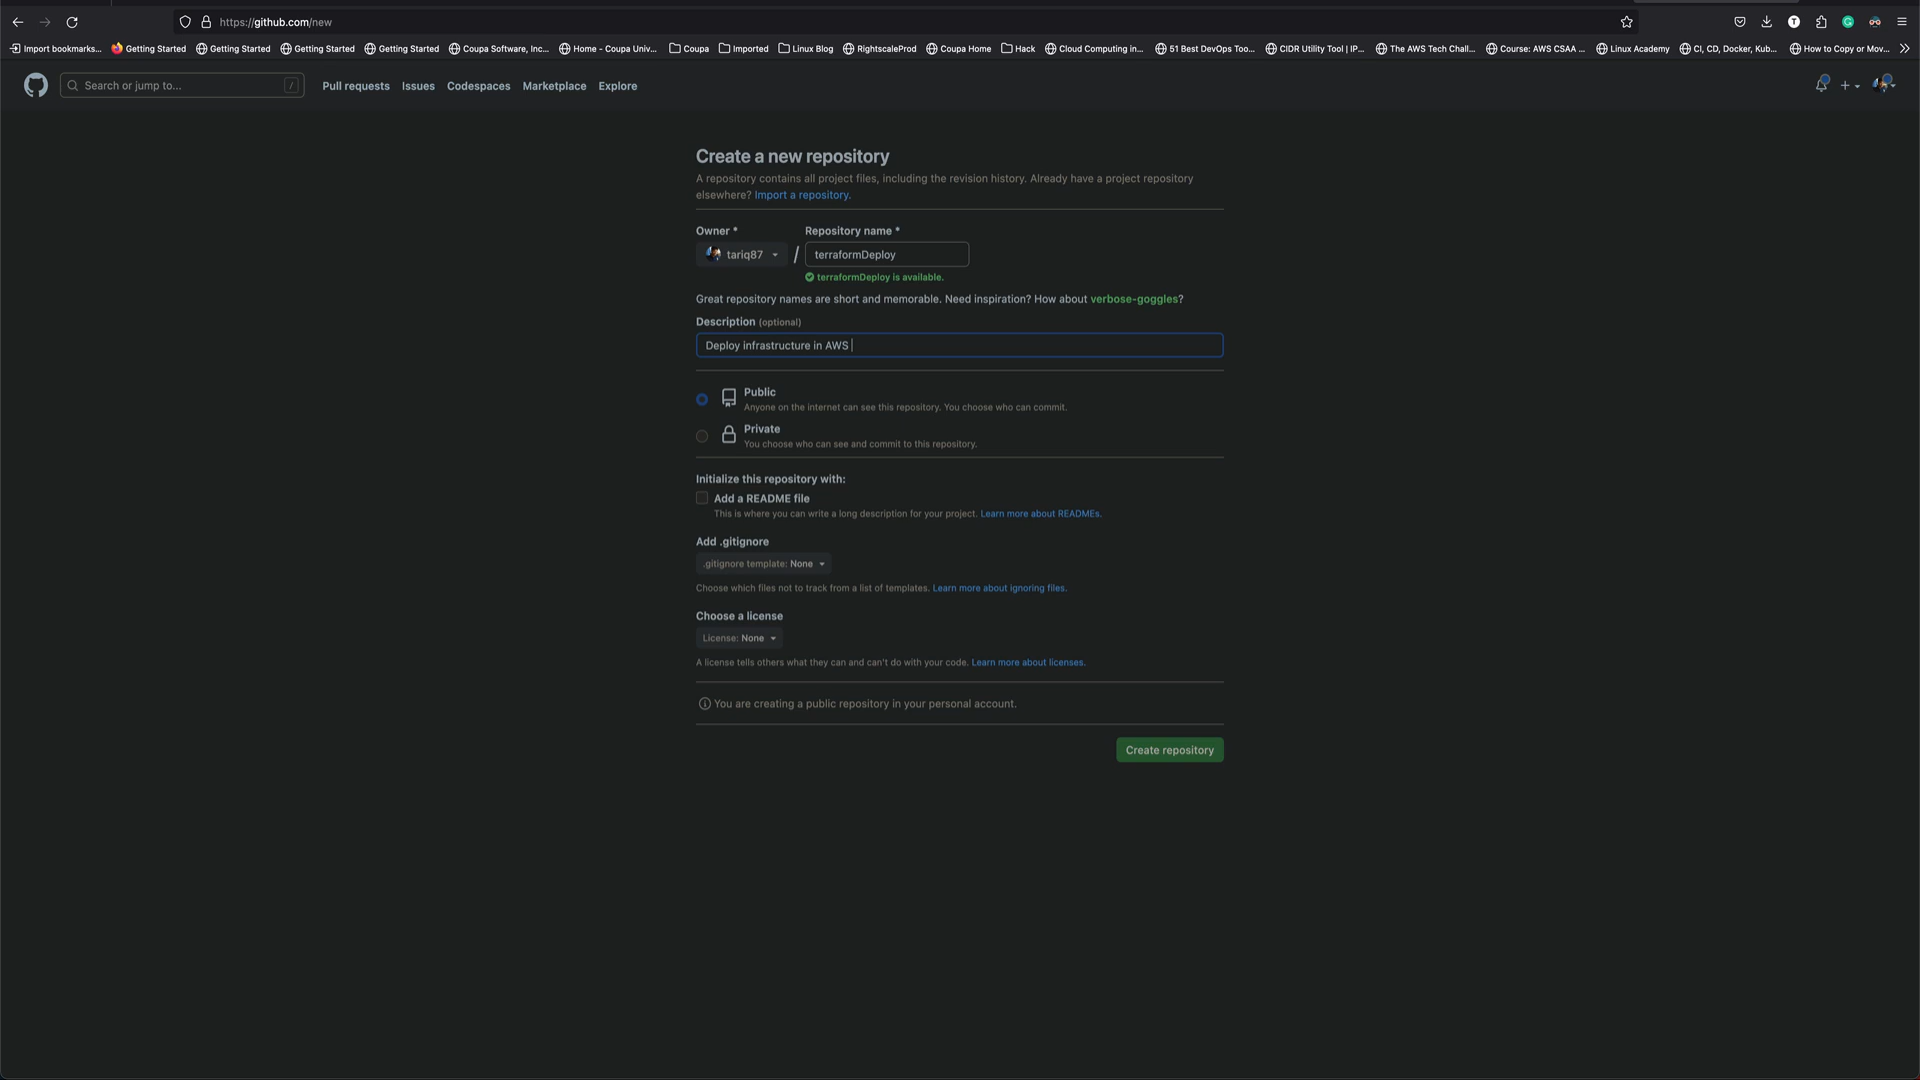 https://github.com/new
Import bookmarks... Getting Started Getting Started Getting Started Getting Started Coupa Software, Inc... Home - Coupa Univ... Coupa Imported Linux Blog RightscaleProd Coupa Home Hack Cloud Computing in... 51 Best DevOps Too... CIDR Utility Tool | IP... The AWS Tech Chall... Course: AWS CSAA ... Linux Academy CI, CD, Docker, Kub... How to Copy or Mov...
Search or jump to... / Pull requests Issues Codespaces Marketplace Explore
Create a new repository
A repository contains all project files, including the revision history. Already have a project repository
elsewhere? Import a repository.
Owner * Repository name *
tariq87 / terraformDeploy
terraformDeploy is available.
Great repository names are short and memorable. Need inspiration? How about verbose-goggles?
Description (optional)
Deploy infrastructure in AWS
Public
Anyone on the internet can see this repository. You choose who can commit.
Private
You choose who can see and commit to this repository.
Initialize this repository with:
Add a README file
This is where you can write a long description for your project. Learn more about READMEs.
Add .gitignore
.gitignore template: None
Choose which files not to track from a list of templates. Learn more about ignoring files.
Choose a license
License: None
A license tells others what they can and can't do with your code. Learn more about licenses.
You are creating a public repository in your personal account.
Create repository